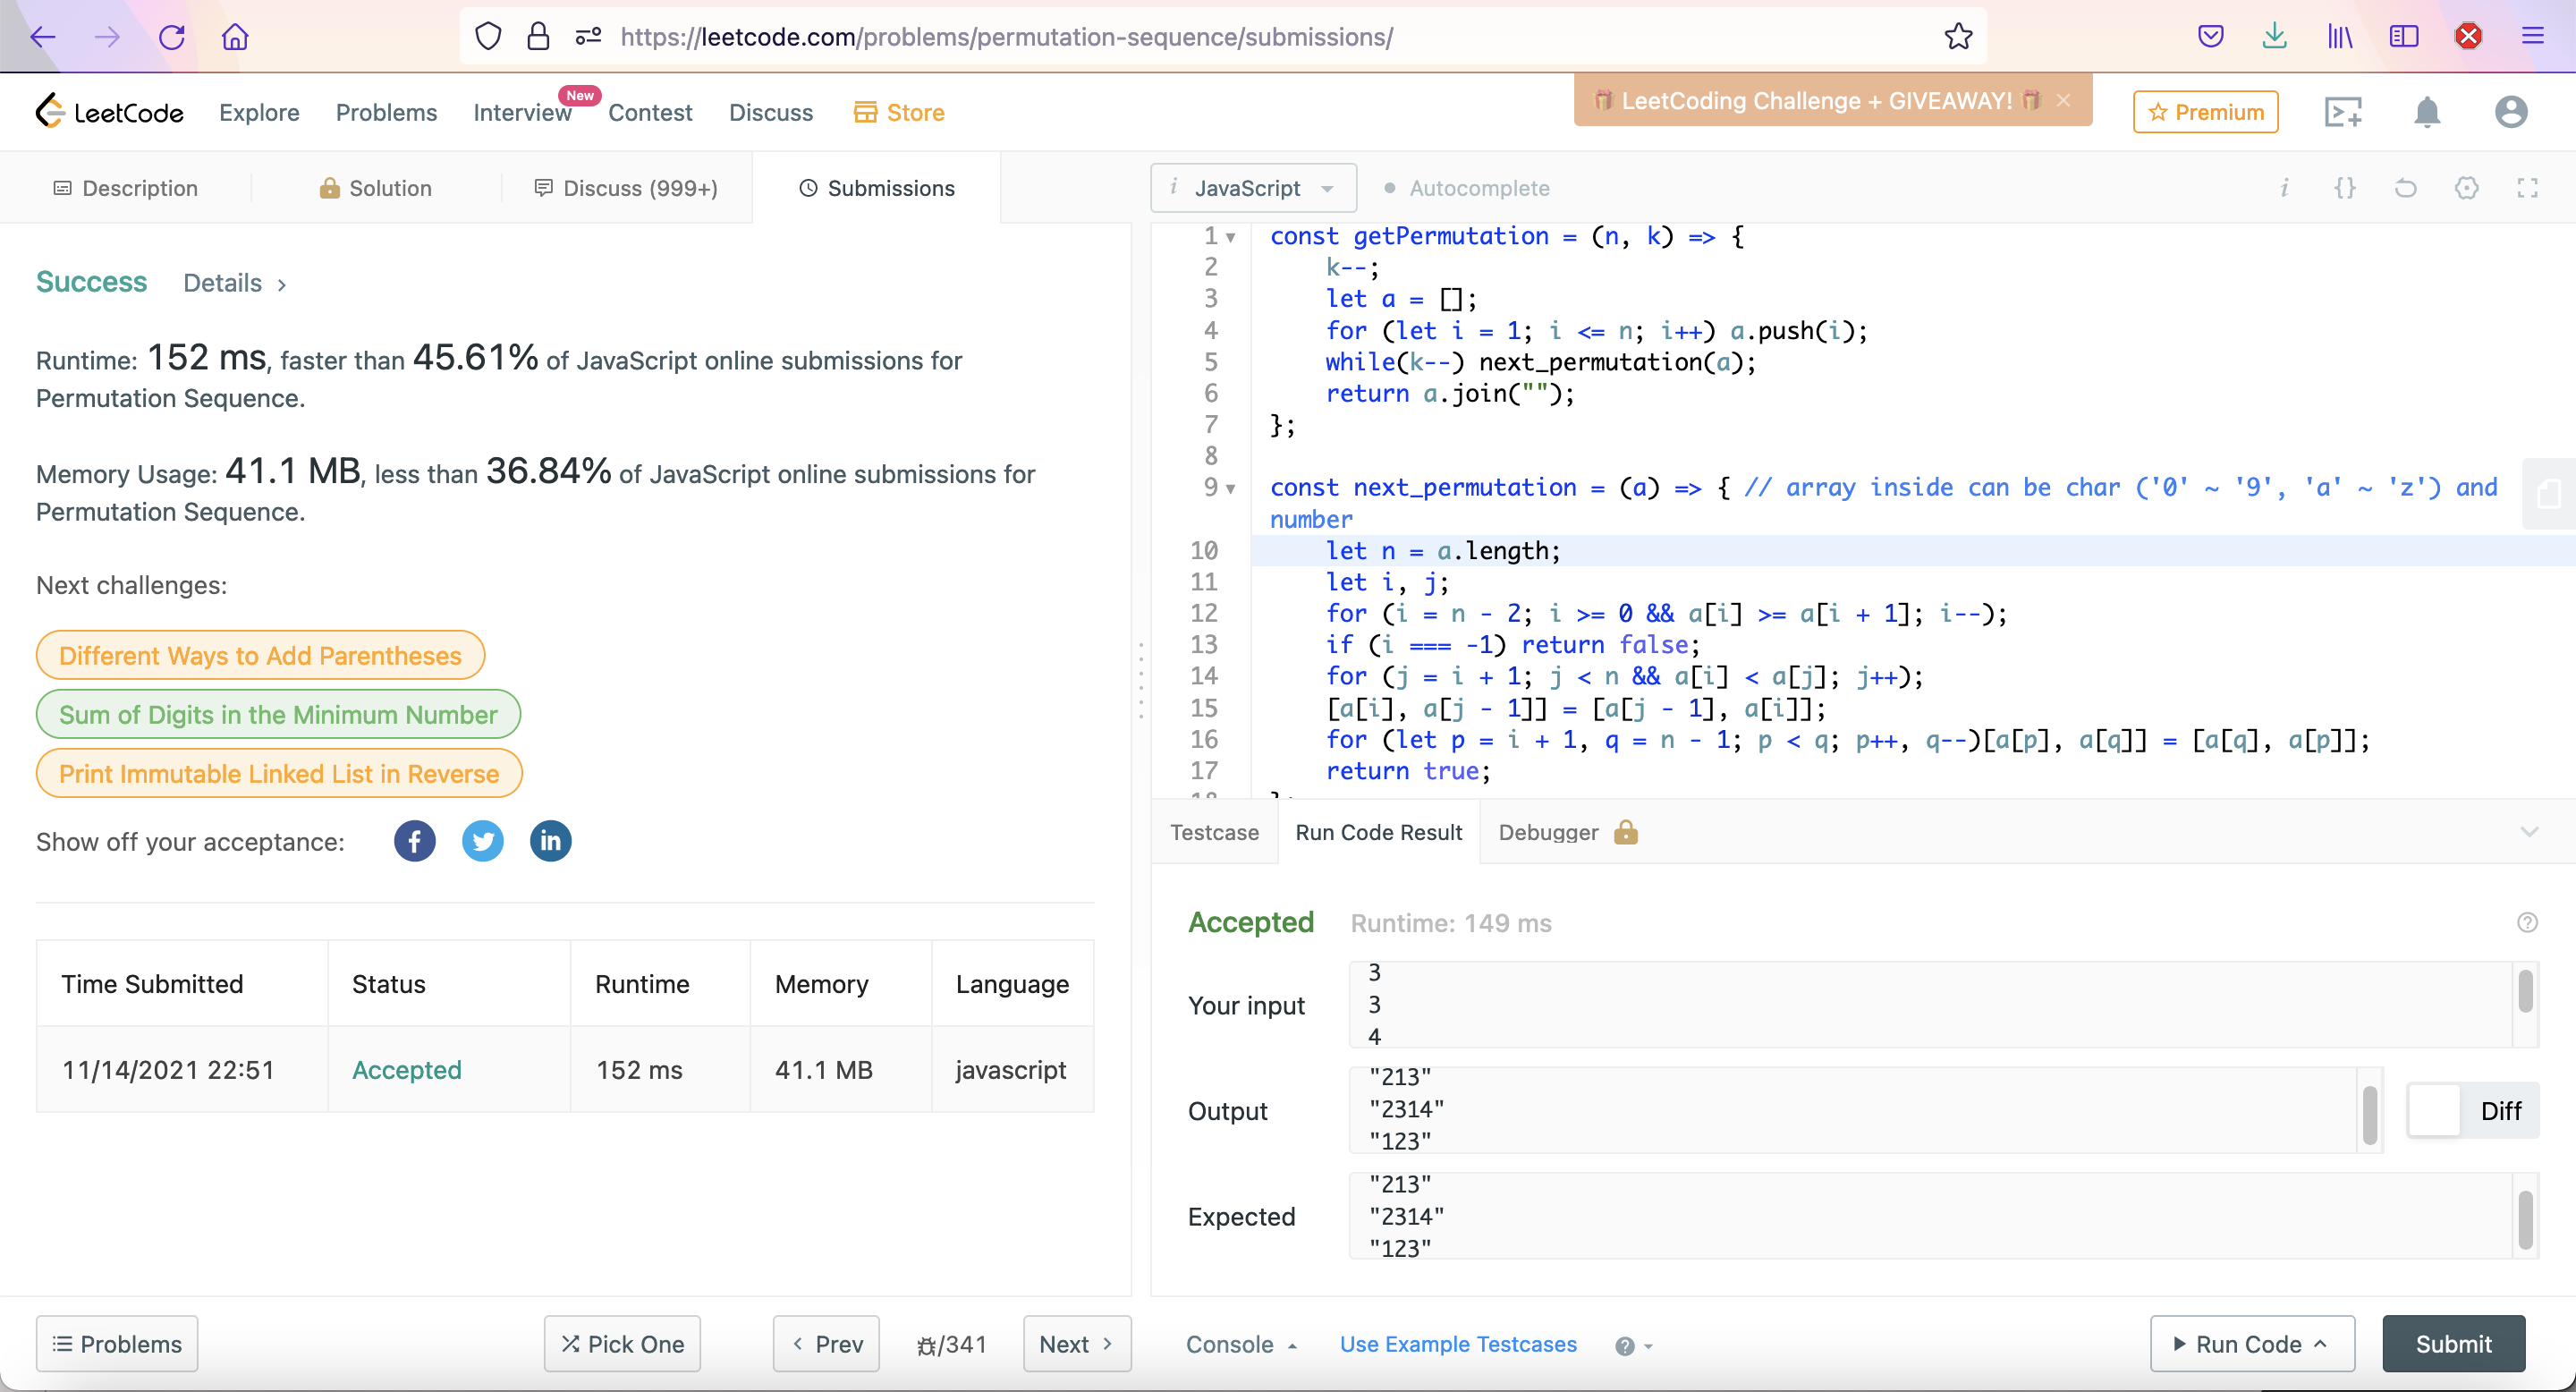 https://leetcode.com/problems/permutation-sequence/submissions/
LeetCode
Explore
Problems
Interview
New
Contest
Discuss
Store
LeetCoding Challenge + GIVEAWAY!
Premium
Description
Solution
Discuss (999+)
Submissions
Success
Details
Runtime: 152 ms, faster than 45.61% of JavaScript online submissions for
Permutation Sequence.
Memory Usage: 41.1 MB, less than 36.84% of JavaScript online submissions for
Permutation Sequence.
Next challenges:
Different Ways to Add Parentheses
Sum of Digits in the Minimum Number
Print Immutable Linked List in Reverse
Show off your acceptance:
Time Submitted Status Runtime Memory Language
11/14/2021 22:51 Accepted 152 ms 41.1 MB javascript
Problems
Pick One
Prev
/341
Next
i JavaScript
Autocomplete
1 const getPermutation = (n, k) => {
2 k--;
3 let a = [];
4 for (let i = 1; i <= n; i++) a.push(i);
5 while(k--) next_permutation(a);
6 return a.join("");
7 };
8
9 const next_permutation = (a) => { // array inside can be char ('0' ~ '9', 'a' ~ 'z') and
number
10 let n = a.length;
11 let i, j;
12 for (i = n - 2; i >= 0 && a[i] >= a[i + 1]; i--);
13 if (i === -1) return false;
14 for (j = i + 1; j < n && a[i] < a[j]; j++);
15 [a[i], a[j - 1]] = [a[j - 1], a[i]];
16 for (let p = i + 1, q = n - 1; p < q; p++, q--)[a[p], a[q]] = [a[q], a[p]];
17 return true;
Testcase
Run Code Result
Debugger
Accepted
Runtime: 149 ms
Your input
3
3
4
Output
"213"
"2314"
"123"
Diff
Expected
"213"
"2314"
"123"
Console
Use Example Testcases
Run Code
Submit